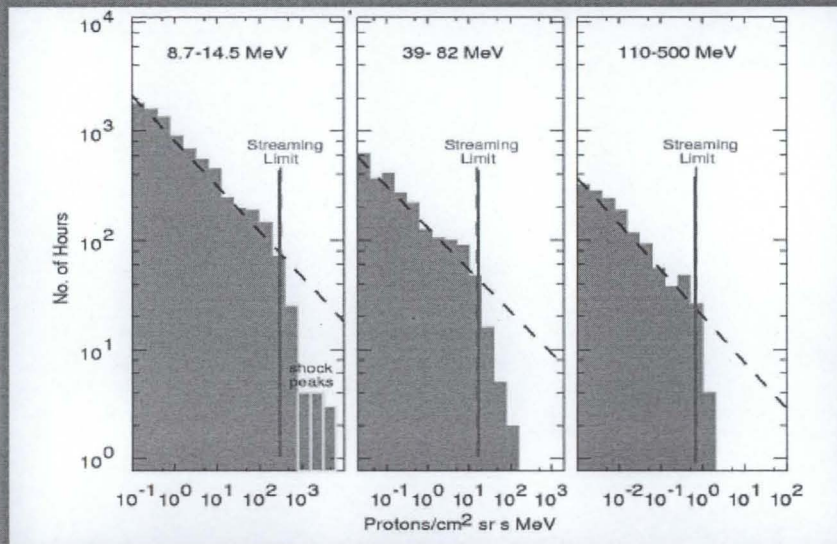 10⁴
10³
10²
10¹
10⁰
No. of Hours
8.7-14.5 MeV
39- 82 MeV
110-500 MeV
Streaming
Limit
Streaming
Limit
Streaming
Limit
shock
peaks
10⁻¹ 10⁰ 10¹ 10² 10³
10⁻¹ 10⁰ 10¹ 10² 10³
10⁻² 10⁻¹ 10⁰ 10¹ 10²
Protons/cm² sr s MeV